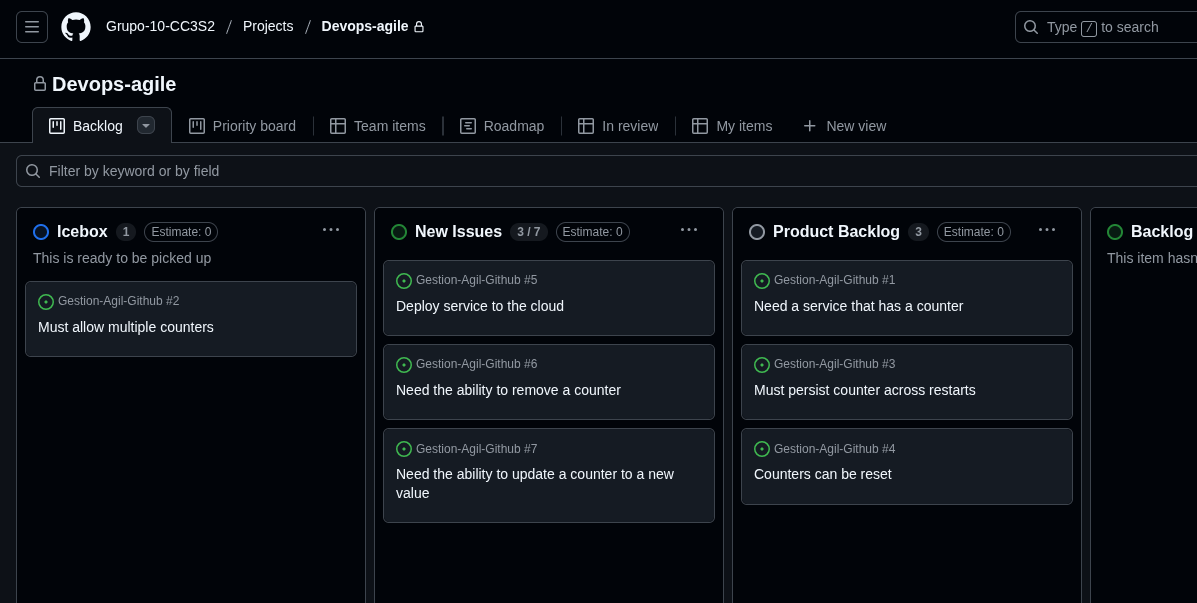 Grupo-10-CC3S2 / Projects / Devops-agile
Type / to search
Devops-agile
Backlog
Priority board
Team items
Roadmap
In review
My items
New view
Filter by keyword or by field
Icebox 1 Estimate: 0
This is ready to be picked up
Gestion-Agil-Github #2
Must allow multiple counters
New Issues 3 / 7 Estimate: 0
Gestion-Agil-Github #5
Deploy service to the cloud
Gestion-Agil-Github #6
Need the ability to remove a counter
Gestion-Agil-Github #7
Need the ability to update a counter to a new
value
Product Backlog 3 Estimate: 0
Gestion-Agil-Github #1
Need a service that has a counter
Gestion-Agil-Github #3
Must persist counter across restarts
Gestion-Agil-Github #4
Counters can be reset
Backlog
This item hasn